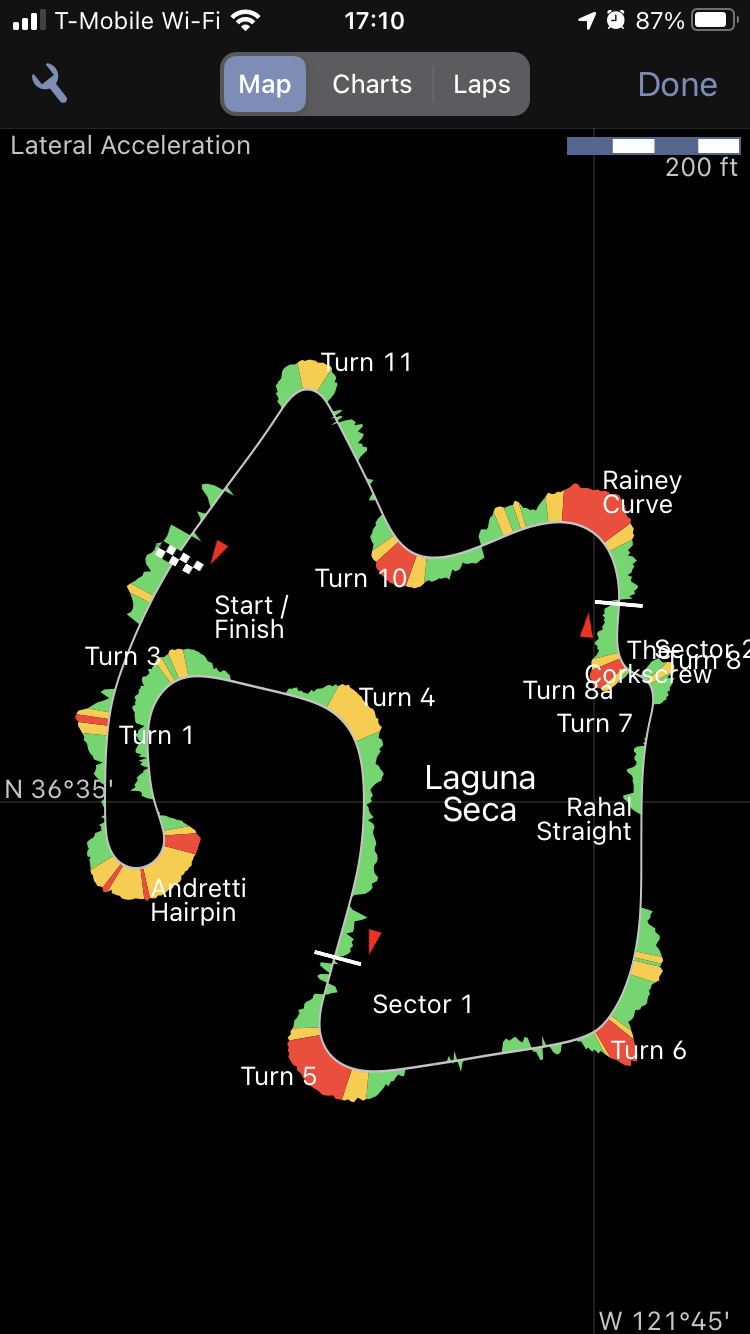 T-Mobile Wi-Fi 17:10 87%
Map Charts Laps Done
Lateral Acceleration
200 ft
Turn 11
Rainey
Curve
Turn 10
Start /
Finish
Turn 3
The
Corkscrew
Sector 2
Turn 8
Turn 8a
Turn 4
Turn 7
Turn 1
Laguna
Seca
N 36°35'
Rahal
Straight
Andretti
Hairpin
Sector 1
Turn 6
Turn 5
W 121°45'